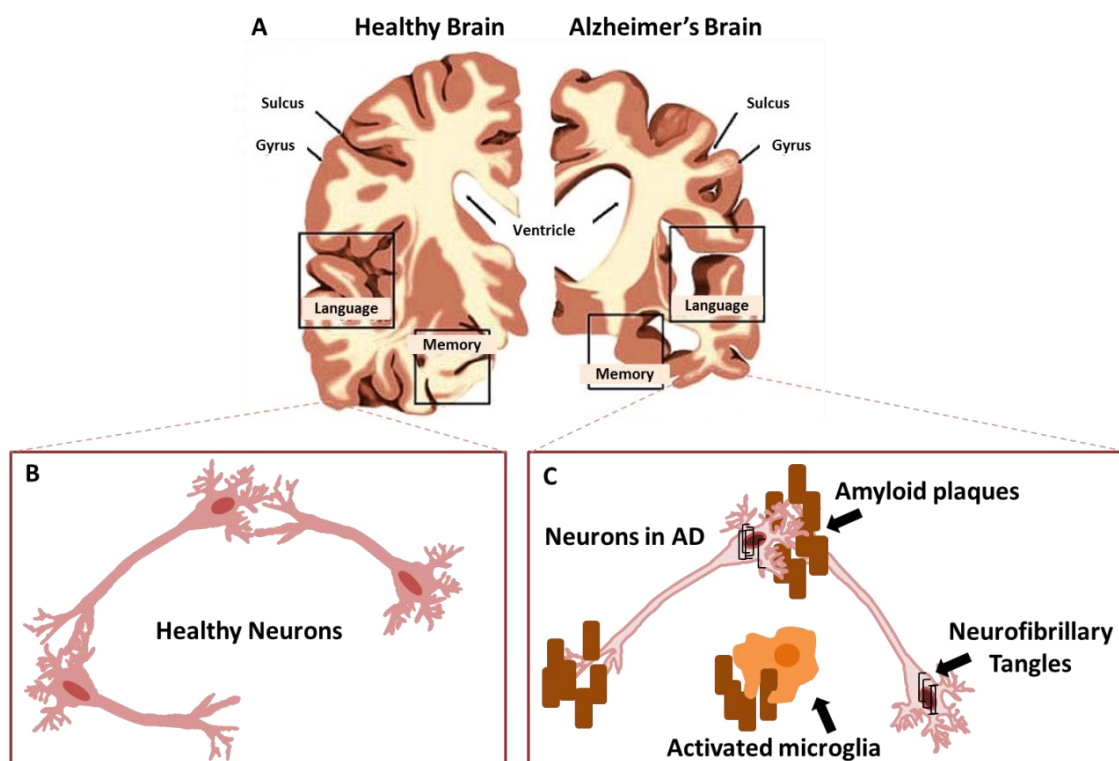 A
Healthy Brain
Alzheimer’s Brain
Sulcus
Gyrus
Sulcus
Gyrus
Ventricle
Language
Memory
Language
Memory
B
Healthy Neurons
C
Amyloid plaques
Neurons in AD
Neurofibrillary
Tangles
Activated microglia